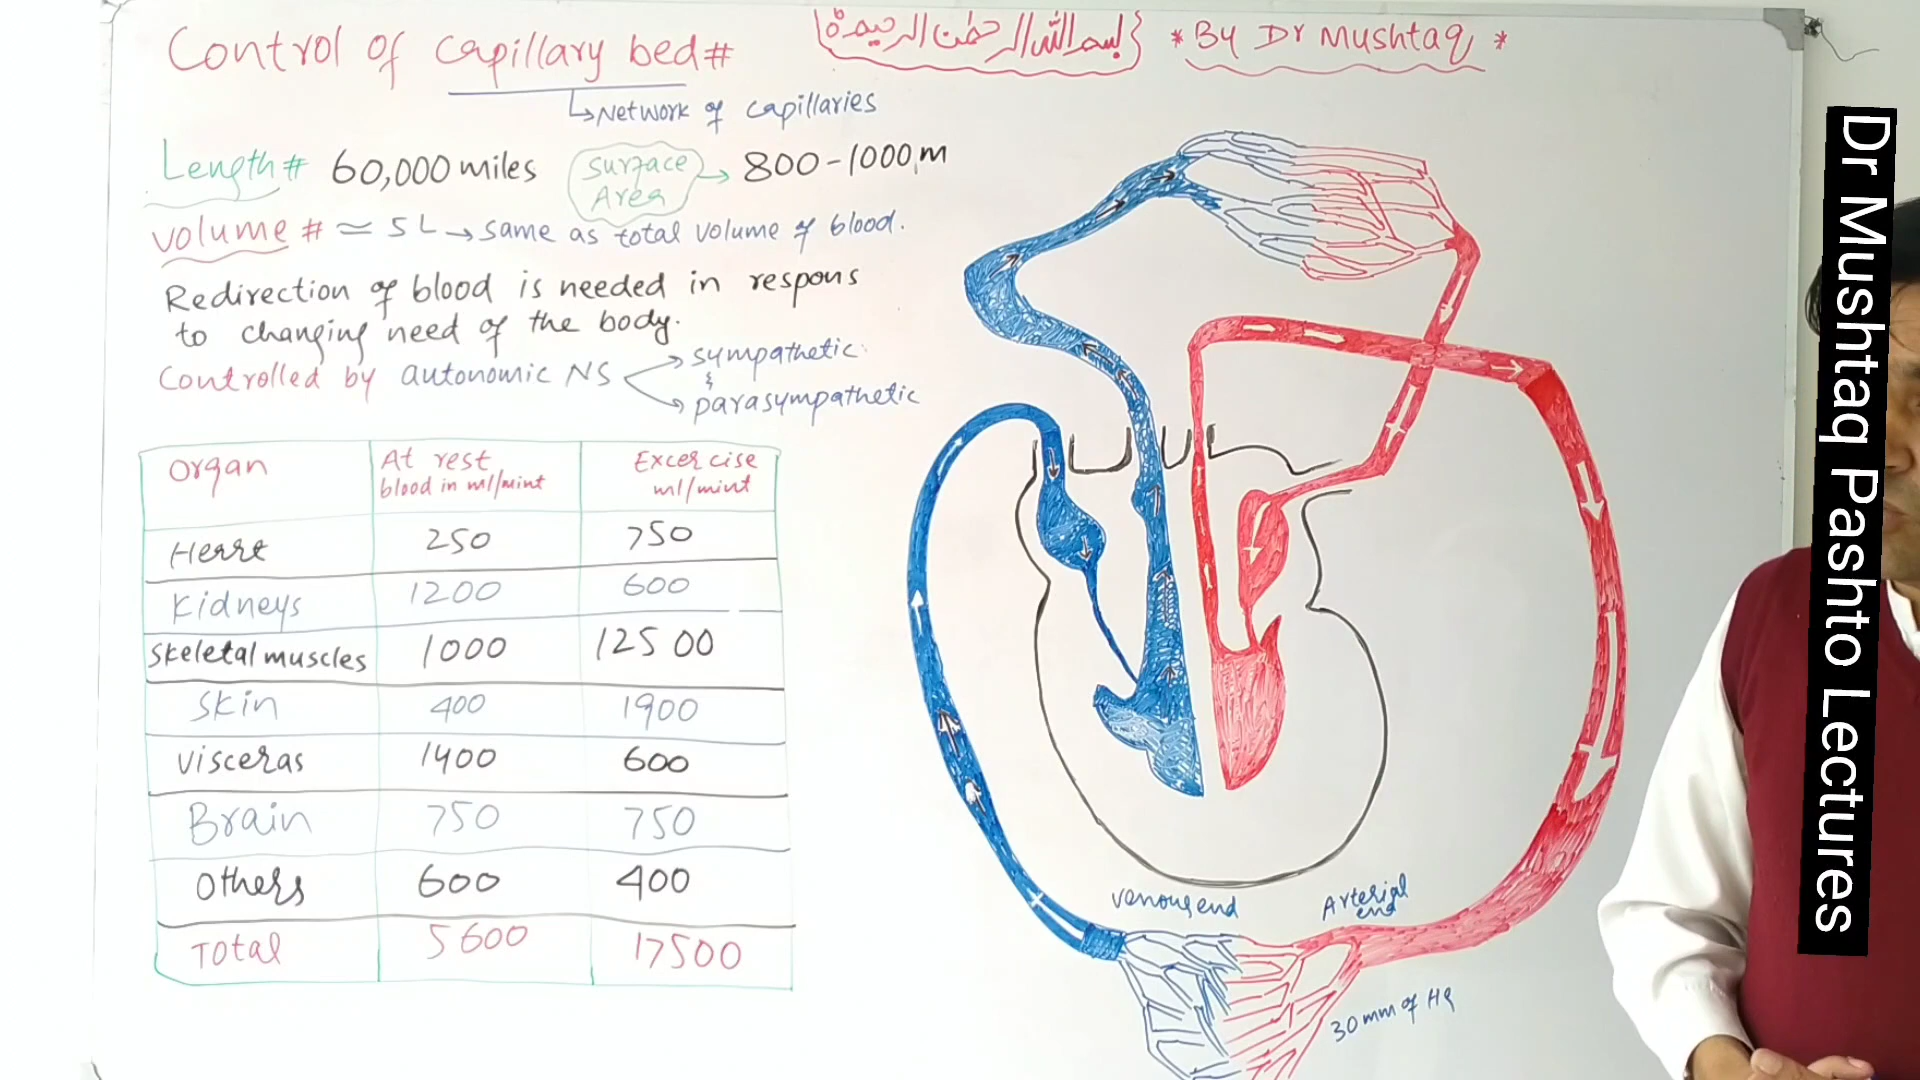 Control of capillary bed#
بسم الله الرحمن الرحيم
*By Dr Mushtaq*
↳Network of capillaries
Length# 60,000 miles
Surface Area → 800-1000m
Volume # ≃ 5L → same as total volume of blood.
Redirection of blood is needed in respons
to changing need of the body.
Controlled by autonomic NS
sympathetic
&
parasympathetic
Organ | At rest blood in ml/mint | Excercise ml/mint
Heart | 250 | 750
Kidneys | 1200 | 600
Skeletal muscles | 1000 | 12500
Skin | 400 | 1900
Visceras | 1400 | 600
Brain | 750 | 750
Others | 600 | 400
Total | 5600 | 17500
venous end
Arterial
end
30 mm of Hg
Dr Mushtaq Pashto Lectures